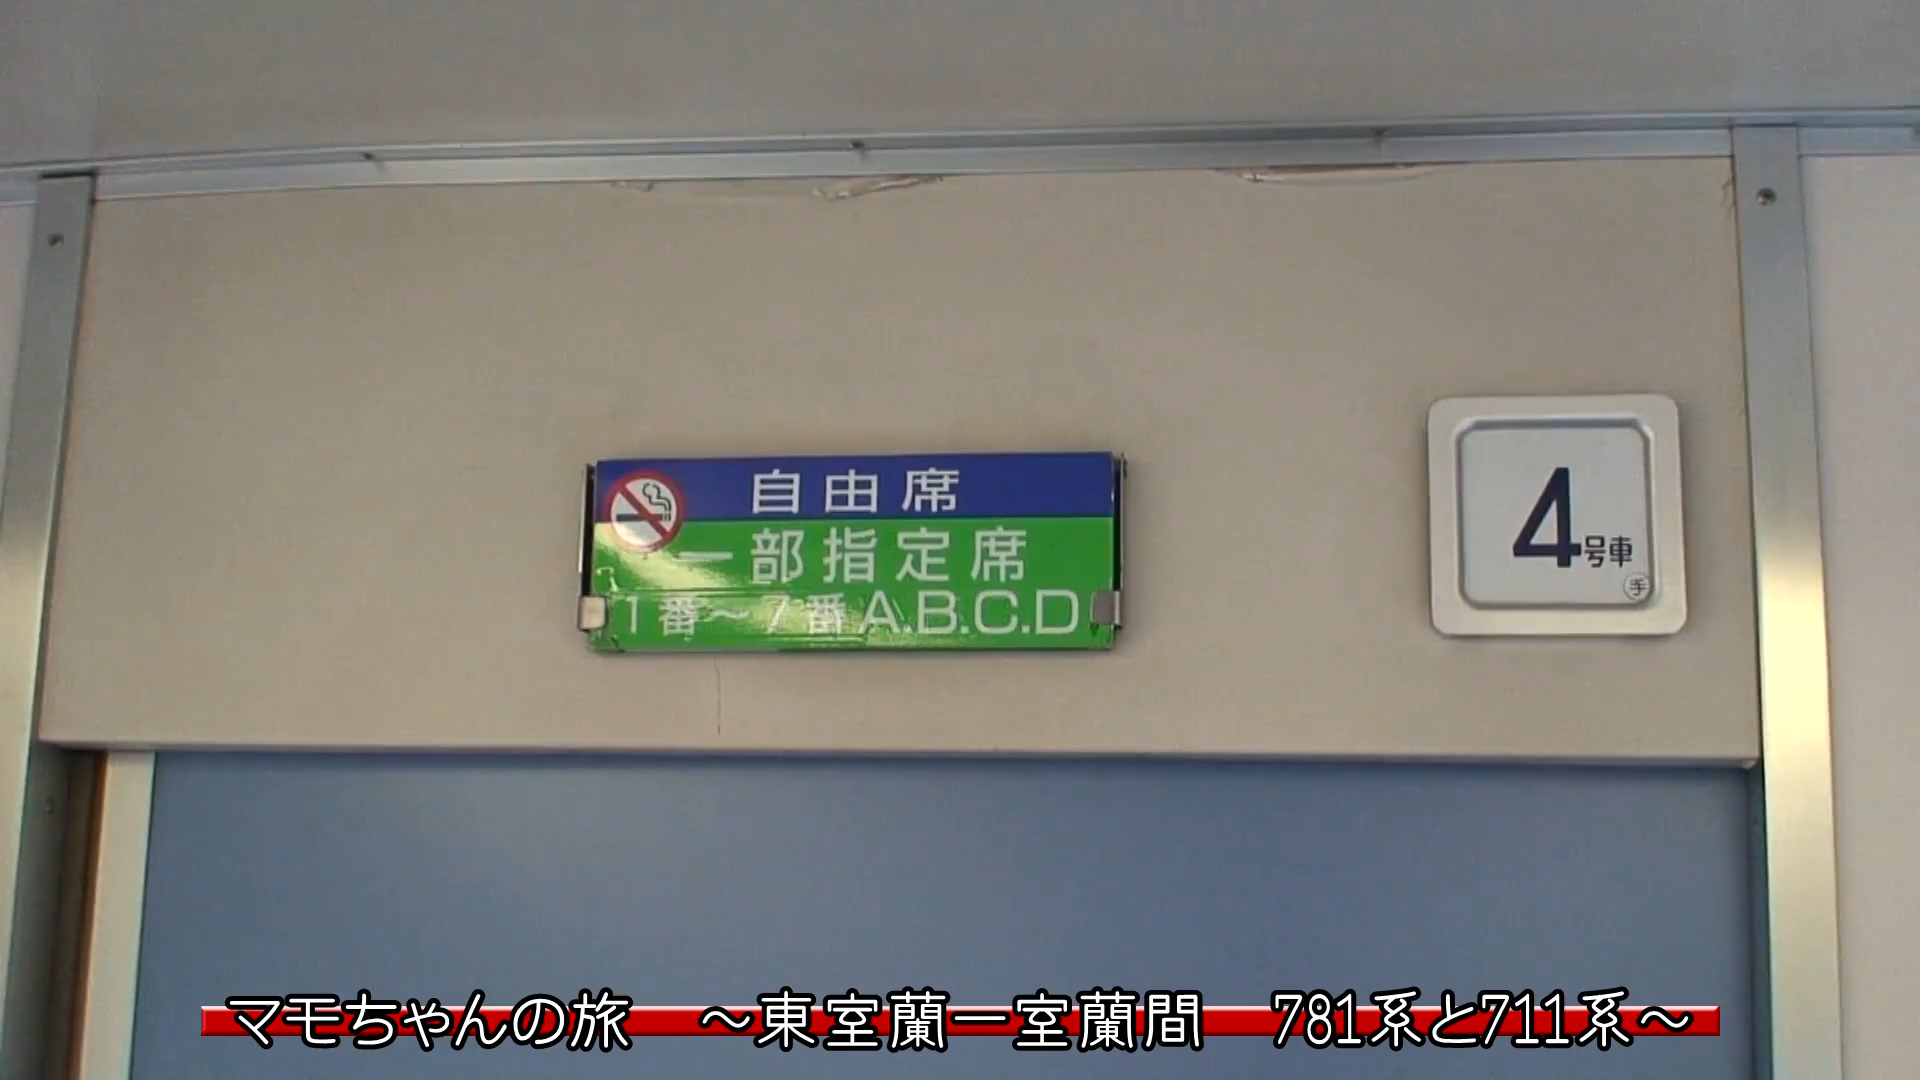 自由席
一部指定席
1番～7番A.B.C.D
4号車
手
マモちゃんの旅　～東室蘭ー室蘭間　781系と711系～